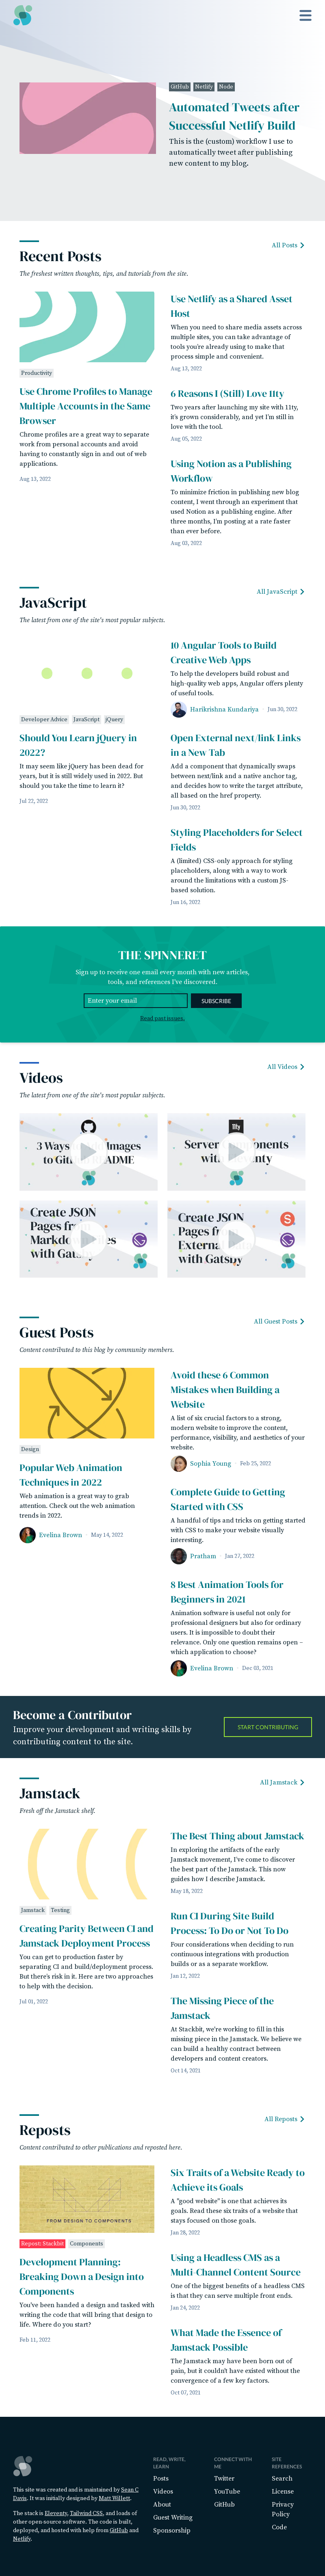 GitHub Netlify Node
Automated Tweets after
Successful Netlify Build
This is the (custom) workflow I use to
automatically tweet after publishing
new content to my blog.
Recent Posts
All Posts
The freshest written thoughts, tips, and tutorials from the site.
Productivity
Use Chrome Profiles to Manage
Multiple Accounts in the Same
Browser
Chrome profiles are a great way to separate
work from personal accounts and avoid
having to constantly sign in and out of web
applications.
Aug 13, 2022
Use Netlify as a Shared Asset
Host
When you need to share media assets across
multiple sites, you can take advantage of
tools you're already using to make that
process simple and convenient.
Aug 13, 2022
6 Reasons I (Still) Love 11ty
Two years after launching my site with 11ty,
it's grown considerably, and yet I'm still in
love with the tool.
Aug 05, 2022
Using Notion as a Publishing
Workflow
To minimize friction in publishing new blog
content, I went through an experiment that
used Notion as a publishing engine. After
three months, I'm posting at a rate faster
than ever before.
Aug 03, 2022
JavaScript
All JavaScript
The latest from one of the site's most popular subjects.
Developer Advice JavaScript jQuery
Should You Learn jQuery in
2022?
It may seem like jQuery has been dead for
years, but it is still widely used in 2022. But
should you take the time to learn it?
Jul 22, 2022
10 Angular Tools to Build
Creative Web Apps
To help the developers build robust and
high-quality web apps, Angular offers plenty
of useful tools.
Harikrishna Kundariya · Jun 30, 2022
Open External next/link Links
in a New Tab
Add a component that dynamically swaps
between next/link and a native anchor tag,
and decides how to write the target attribute,
all based on the href property.
Jun 30, 2022
Styling Placeholders for Select
Fields
A (limited) CSS-only approach for styling
placeholders, along with a way to work
around the limitations with a custom JS-
based solution.
Jun 16, 2022
THE SPINNERET
Sign up to receive one email every month with new articles,
tools, and references I've discovered.
Enter your email
SUBSCRIBE
Read past issues.
Videos
All Videos
The latest from one of the site's most popular subjects.
11ty
Create JSON
with Gatsby
Create JSON
with Gatsby
Guest Posts
All Guest Posts
Content contributed to this blog by community members.
Design
Popular Web Animation
Techniques in 2022
Web animation is a great way to grab
attention. Check out the web animation
trends in 2022.
Evelina Brown · May 14, 2022
Avoid these 6 Common
Mistakes when Building a
Website
A list of six crucial factors to a strong,
modern website to improve the content,
performance, visibility, and aesthetics of your
website.
Sophia Young · Feb 25, 2022
Complete Guide to Getting
Started with CSS
A handful of tips and tricks on getting started
with CSS to make your website visually
interesting.
Pratham · Jan 27, 2022
8 Best Animation Tools for
Beginners in 2021
Animation software is useful not only for
professional designers but also for ordinary
users. It is impossible to doubt their
relevance. Only one question remains open –
which application to choose?
Evelina Brown · Dec 03, 2021
Become a Contributor
Improve your development and writing skills by
contributing content to the site.
START CONTRIBUTING
Jamstack
All Jamstack
Fresh off the Jamstack shelf.
Jamstack Testing
Creating Parity Between CI and
Jamstack Deployment Process
You can get to production faster by
separating CI and build/deployment process.
But there's risk in it. Here are two approaches
to help with the decision.
Jul 01, 2022
The Best Thing about Jamstack
In exploring the artifacts of the early
Jamstack movement, I've come to discover
the best part of the Jamstack. This now
guides how I describe Jamstack.
May 18, 2022
Run CI During Site Build
Process: To Do or Not To Do
Four considerations when deciding to run
continuous integrations with production
builds or as a separate workflow.
Jan 12, 2022
The Missing Piece of the
Jamstack
At Stackbit, we're working to fill in this
missing piece in the Jamstack. We believe we
can build a healthy contract between
developers and content creators.
Oct 14, 2021
Reposts
All Reposts
Content contributed to other publications and reposted here.
FROM DESIGN TO COMPONENTS
Repost: Stackbit Components
Development Planning:
Breaking Down a Design into
Components
You've been handed a design and tasked with
writing the code that will bring that design to
life. Where do you start?
Feb 11, 2022
Six Traits of a Website Ready to
Achieve its Goals
A "good website" is one that achieves its
goals. Read these six traits of a website that
stays focused on those goals.
Jan 28, 2022
Using a Headless CMS as a
Multi-Channel Content Source
One of the biggest benefits of a headless CMS
is that they can serve multiple front ends.
Jan 24, 2022
What Made the Essence of
Jamstack Possible
The Jamstack may have been born out of
pain, but it couldn't have existed without the
convergence of a few key factors.
Oct 07, 2021
This site was created and is maintained by Sean C
Davis. It was initially designed by Matt Willett.
The stack is Eleventy, Tailwind CSS, and loads of
other open source software. The code is built,
deployed, and hosted with help from GitHub and
Netlify.
READ, WRITE,
LEARN
Posts
Videos
About
Guest Writing
Sponsorship
CONNECT WITH
ME
Twitter
YouTube
GitHub
SITE
REFERENCES
Search
License
Privacy
Policy
Code